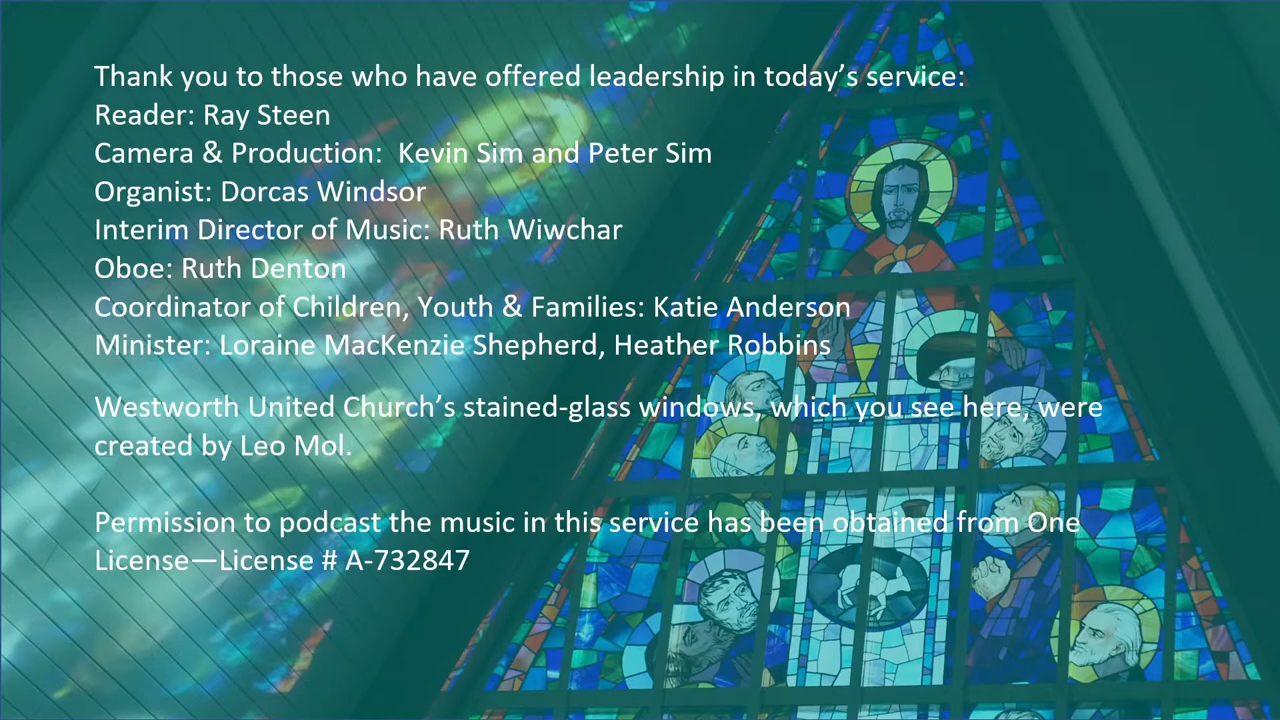 Thank you to those who have offered leadership in today’s service:
Reader: Ray Steen
Camera & Production:  Kevin Sim and Peter Sim
Organist: Dorcas Windsor
Interim Director of Music: Ruth Wiwchar
Oboe: Ruth Denton
Coordinator of Children, Youth & Families: Katie Anderson
Minister: Loraine MacKenzie Shepherd, Heather Robbins
Westworth United Church’s stained-glass windows, which you see here, were
created by Leo Mol.
Permission to podcast the music in this service has been obtained from One
License—License # A-732847